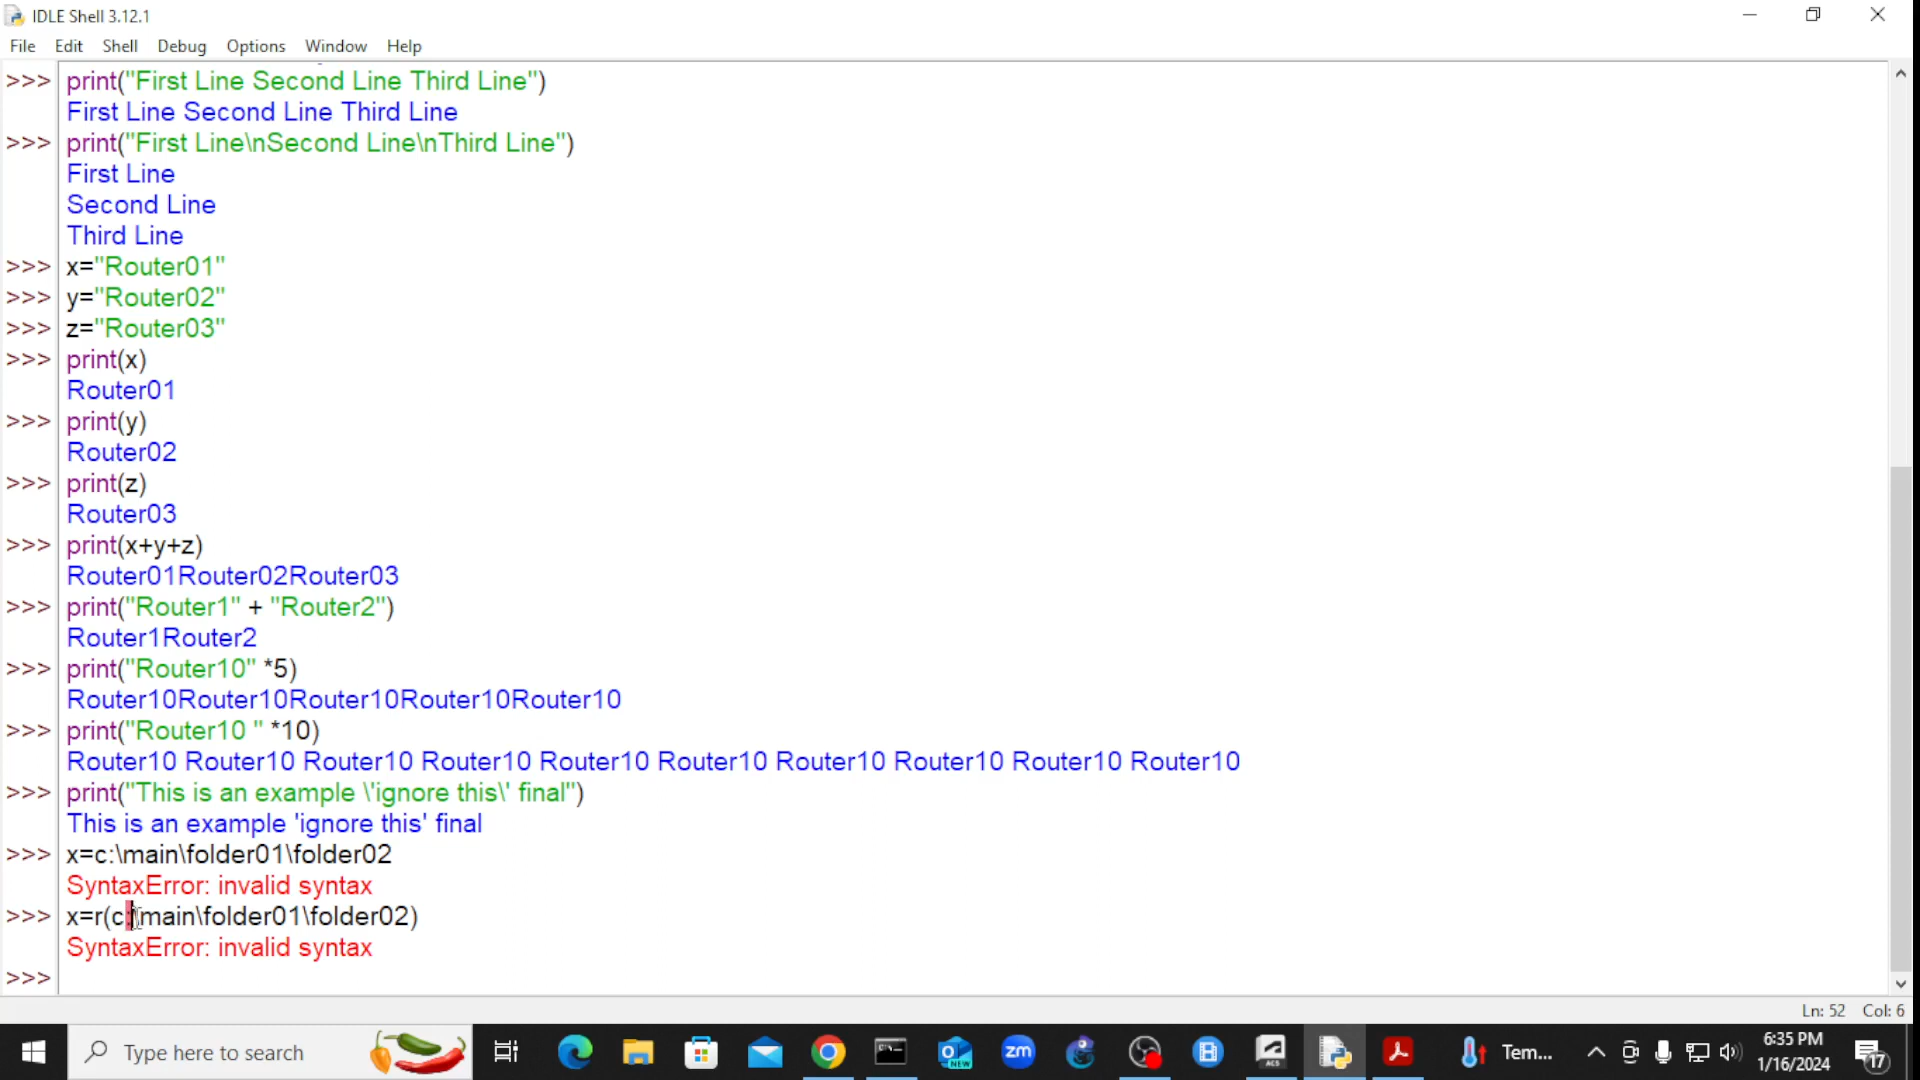 IDLE Shell 3.12.1
File Edit Shell Debug Options Window Help
>>> print("First Line Second Line Third Line")
First Line Second Line Third Line
>>> print("First Line\nSecond Line\nThird Line")
First Line
Second Line
Third Line
>>> x="Router01"
>>> y="Router02"
>>> z="Router03"
>>> print(x)
Router01
>>> print(y)
Router02
>>> print(z)
Router03
>>> print(x+y+z)
Router01Router02Router03
>>> print("Router1" + "Router2")
Router1Router2
>>> print("Router10" *5)
Router10Router10Router10Router10Router10
>>> print("Router10 " *10)
Router10 Router10 Router10 Router10 Router10 Router10 Router10 Router10 Router10 Router10
>>> print("This is an example \'ignore this\' final")
This is an example 'ignore this' final
>>> x=c:\main\folder01\folder02
SyntaxError: invalid syntax
>>> x=r(c:\main\folder01\folder02)
SyntaxError: invalid syntax
>>>
Ln: 52 Col: 6
Type here to search
NEW
zm
ACS
Tem...
6:35 PM
1/16/2024
17